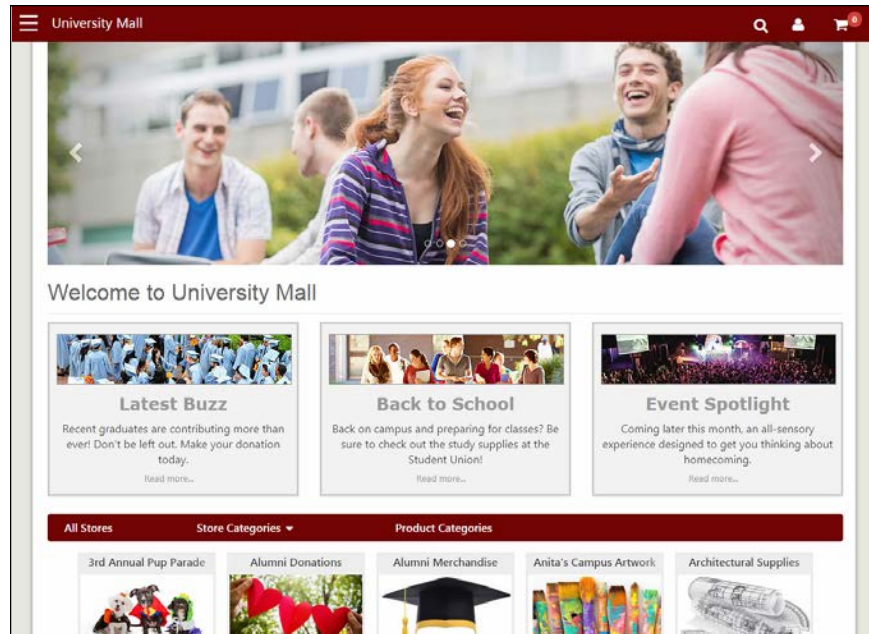 University Mall
0
Welcome to University Mall
Latest Buzz
Recent graduates are contributing more than
ever! Don't be left out. Make your donation
today.
Read more..
Back to School
Back on campus and preparing for classes? Be
sure to check out the study supplies at the
Student Union!
Read more..
Event Spotlight
Coming later this month, an all-sensory
experience designed to get you thinking about
homecoming.
Read more..
All Stores Store Categories Product Categories
3rd Annual Pup Parade
Alumni Donations
Alumni Merchandise
Anita's Campus Artwork
Architectural Supplies